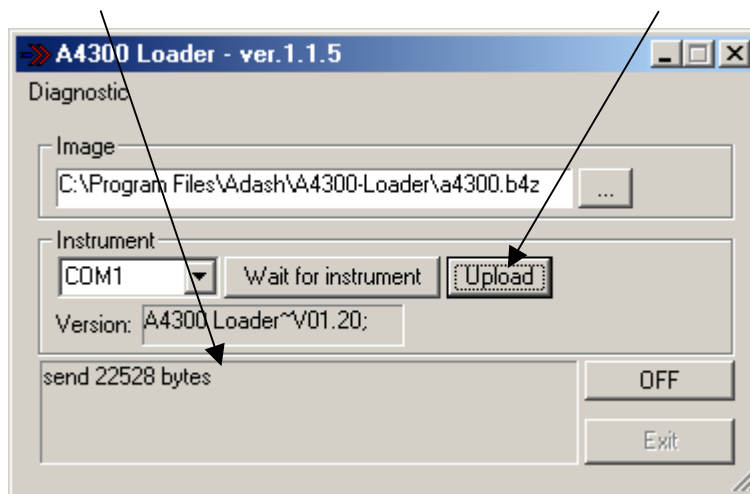 A4300 Loader - ver.1.1.5
Diagnostic
Image
C:\Program Files\Adash\A4300-Loader\a4300.b4z
...
Instrument
COM1 Wait for instrument Upload
Version: A4300 Loader~V01.20;
send 22528 bytes
OFF
Exit